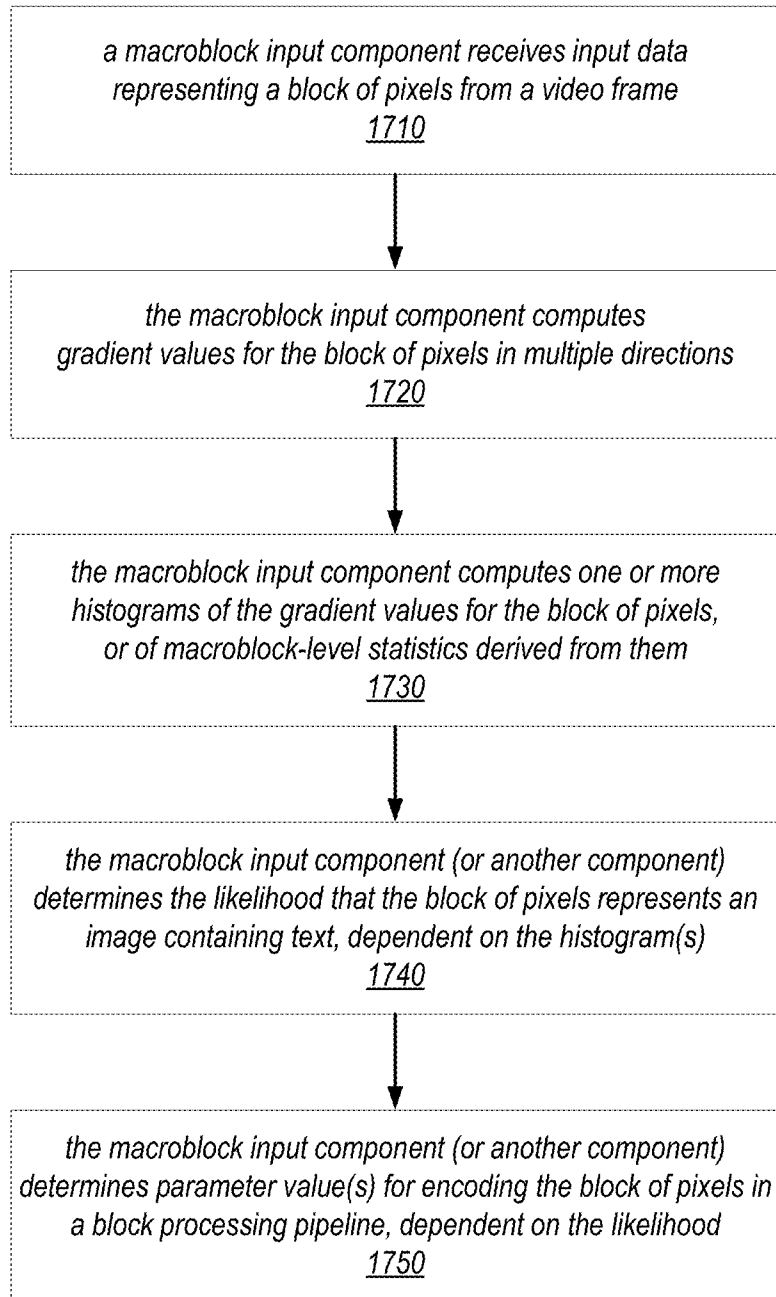 a macroblock input component receives input data
representing a block of pixels from a video frame
1710
the macroblock input component computes
gradient values for the block of pixels in multiple directions
1720
the macroblock input component computes one or more
histograms of the gradient values for the block of pixels,
or of macroblock-level statistics derived from them
1730
the macroblock input component (or another component)
determines the likelihood that the block of pixels represents an
image containing text, dependent on the histogram(s)
1740
the macroblock input component (or another component)
determines parameter value(s) for encoding the block of pixels in
a block processing pipeline, dependent on the likelihood
1750